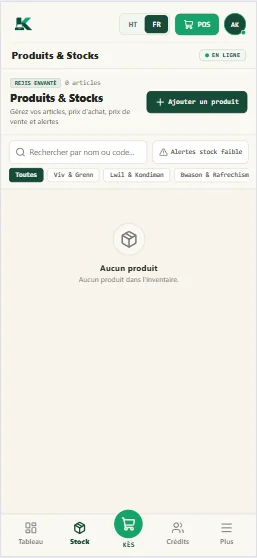 HT FR POS AK
Produits & Stocks
EN LIGNE
REJIS ENVANTÈ 0 articles
Produits & Stocks
Gérez vos articles, prix d'achat, prix de
vente et alertes
+ Ajouter un produit
Rechercher par nom ou code...
Alertes stock faible
Toutes
Viv & Grenn
Lwil & Kondiman
Bwason & Rafrechism
Aucun produit
Aucun produit dans l'inventaire.
Tableau
Stock
KÈS
Crédits
Plus